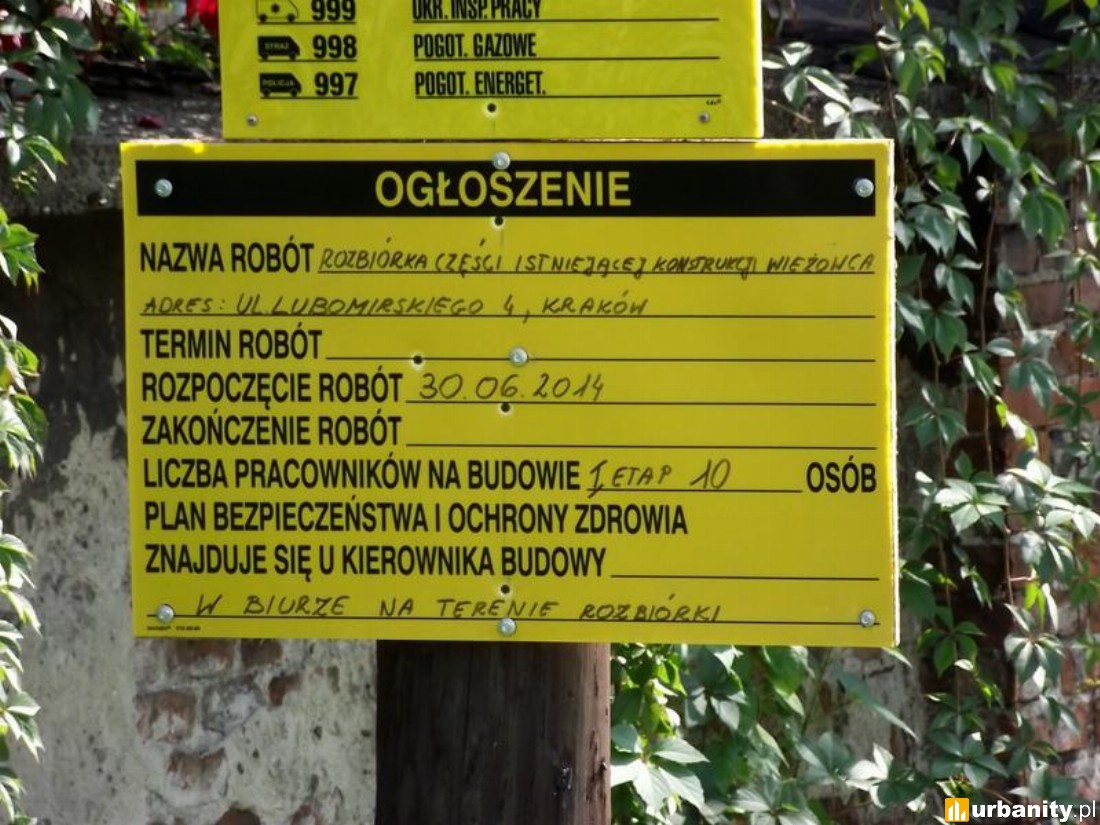 999 OKR. INSP. PRACY
STRAŻ 998 POGOT. GAZOWE
POLICJA 997 POGOT. ENERGET.
OGŁOSZENIE
NAZWA ROBÓT ROZBIÓRKA CZĘŚCI ISTNIEJĄCEJ KONSTRUKCJI WIEŻOWCA
ADRES: UL. LUBOMIRSKIEGO 4, KRAKÓW
TERMIN ROBÓT
ROZPOCZĘCIE ROBÓT 30.06.2014
ZAKOŃCZENIE ROBÓT
LICZBA PRACOWNIKÓW NA BUDOWIE I ETAP 10 OSÓB
PLAN BEZPIECZEŃSTWA I OCHRONY ZDROWIA
ZNAJDUJE SIĘ U KIEROWNIKA BUDOWY
W BIURZE NA TERENIE ROZBIÓRKI
urbanity.pl